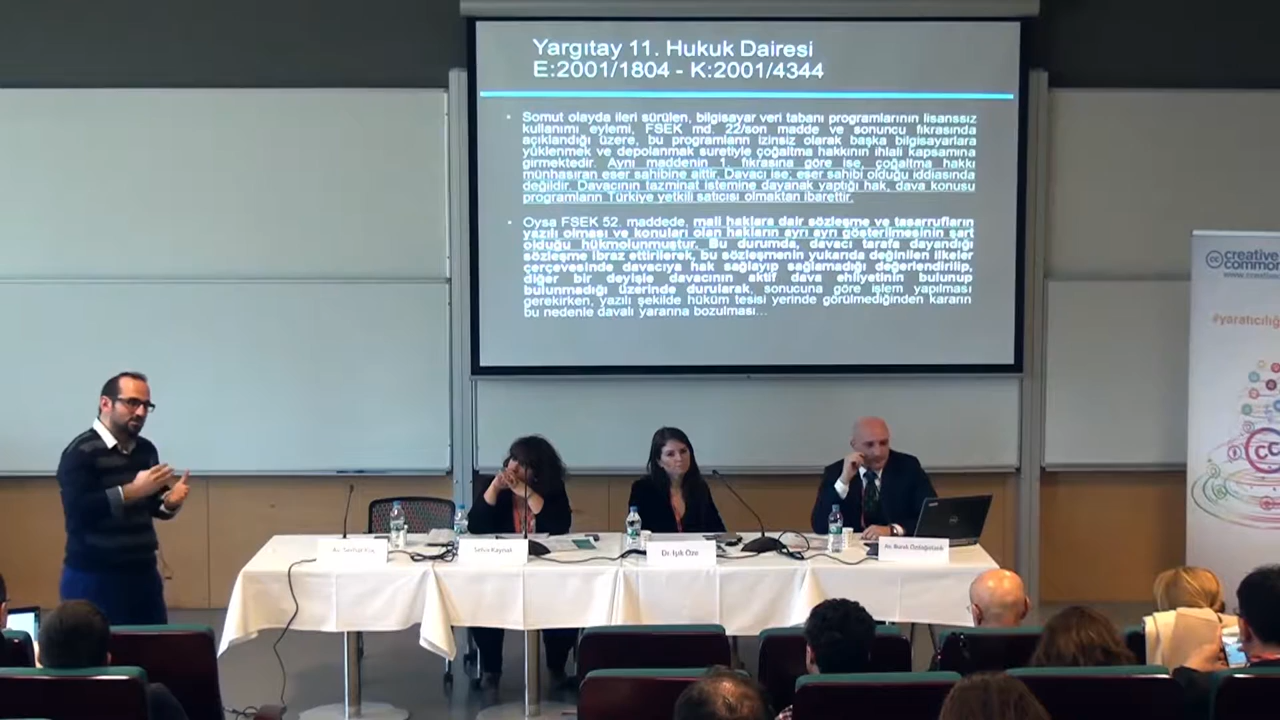 Yargıtay 11. Hukuk Dairesi
E:2001/1804 - K:2001/4344
• Somut olayda ileri sürülen, bilgisayar veri tabanı programlarının lisanssız
kullanımı eylemi, FSEK md. 22/son madde ve sonuncu fıkrasında
açıklandığı üzere, bu programların izinsiz olarak başka bilgisayarlara
yüklenmek ve depolanmak suretiyle çoğaltma hakkının ihlali kapsamına
girmektedir. Aynı maddenin 1. fıkrasına göre ise, çoğaltma hakkı
münhasıran eser sahibine aittir. Davacı ise; eser sahibi olduğu iddiasında
değildir. Davacının tazminat istemine dayanak yaptığı hak, dava konusu
programların Türkiye yetkili satıcısı olmaktan ibarettir.
• Oysa FSEK 52. maddede, mali haklara dair sözleşme ve tasarrufların
yazılı olması ve konuları olan hakların ayrı ayrı gösterilmesinin şart
olduğu hükmolunmuştur. Bu durumda, davacı tarafa dayandığı
sözleşme ibraz ettirilerek, bu sözleşmenin yukarıda değinilen ilkeler
çerçevesinde davacıya hak sağlayıp sağlamadığı değerlendirilip,
diğer bir deyişle davacının aktif dava ehliyetinin bulunup
bulunmadığı üzerinde durularak, sonucuna göre işlem yapılması
gerekirken, yazılı şekilde hüküm tesisi yerinde görülmediğinden kararın
bu nedenle davalı yararına bozulması...
cc creative
common
#yaratıcılığ
cc
Dr. Işık Özer